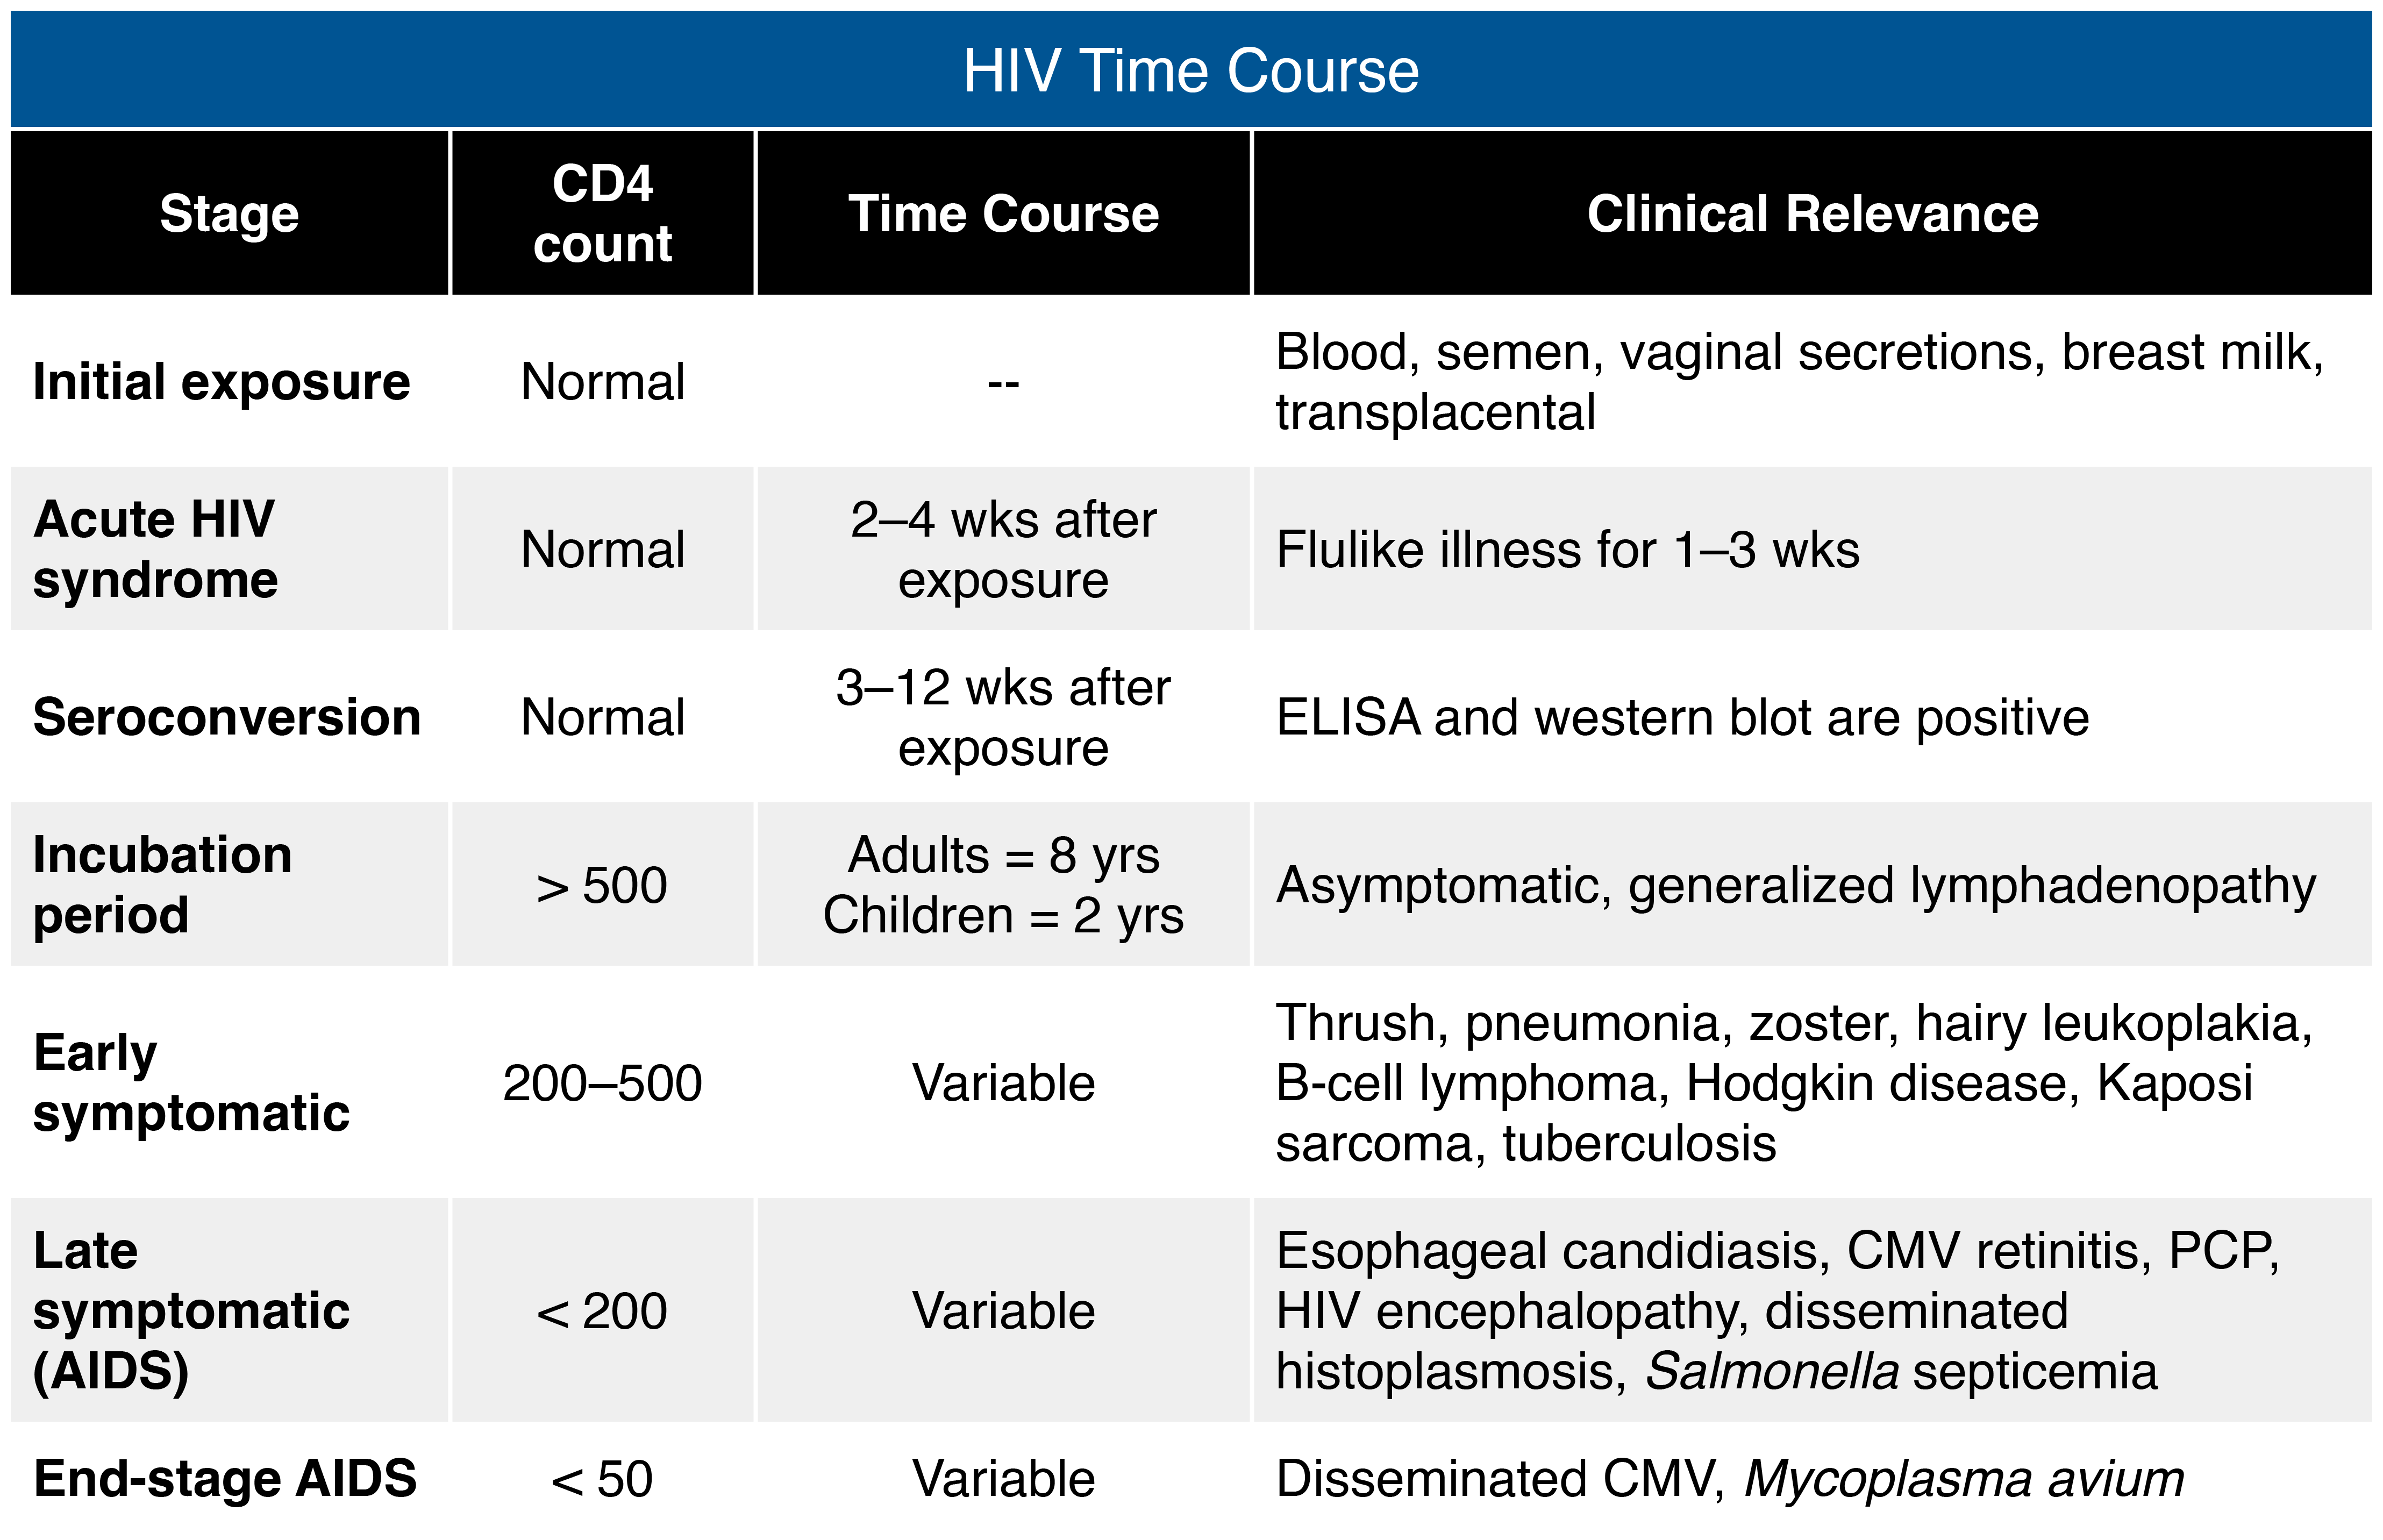 HIV Time Course
Stage
CD4
count
Time Course
Clinical Relevance
Initial exposure
Normal
--
Blood, semen, vaginal secretions, breast milk,
transplacental
Acute HIV
syndrome
Normal
2–4 wks after
exposure
Flulike illness for 1–3 wks
Seroconversion
Normal
3–12 wks after
exposure
ELISA and western blot are positive
Incubation
period
> 500
Adults = 8 yrs
Children = 2 yrs
Asymptomatic, generalized lymphadenopathy
Early
symptomatic
200–500
Variable
Thrush, pneumonia, zoster, hairy leukoplakia,
B-cell lymphoma, Hodgkin disease, Kaposi
sarcoma, tuberculosis
Late
symptomatic
(AIDS)
< 200
Variable
Esophageal candidiasis, CMV retinitis, PCP,
HIV encephalopathy, disseminated
histoplasmosis, Salmonella septicemia
End-stage AIDS
< 50
Variable
Disseminated CMV, Mycoplasma avium